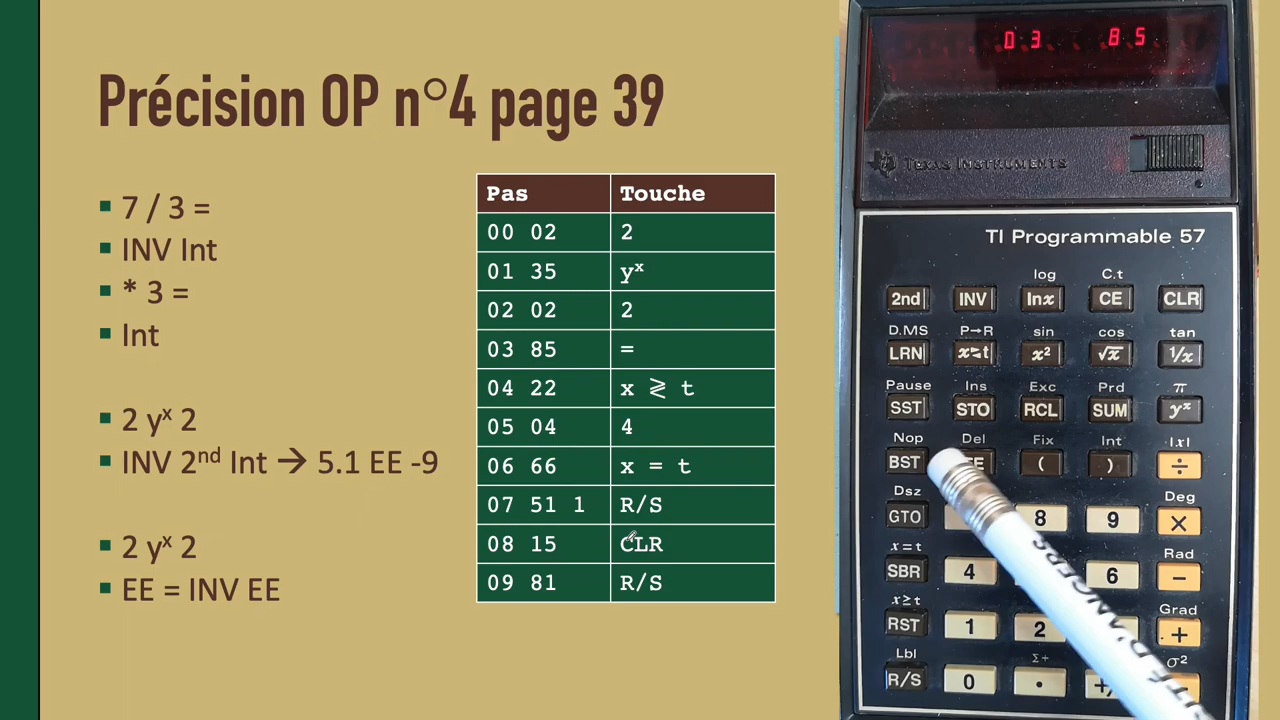 Précision OP n°4 page 39
7 / 3 =
INV Int
* 3 =
Int
2 yˣ 2
INV 2ⁿᵈ Int → 5.1 EE -9
2 yˣ 2
EE = INV EE
Pas Touche
00 02 2
01 35 yˣ
02 02 2
03 85 =
04 22 x ≷ t
05 04 4
06 66 x = t
07 51 1 R/S
08 15 CLR
09 81 R/S
03 85
TEXAS INSTRUMENTS
TI Programmable 57
log C.t
2nd INV lnx CE CLR
D.MS P→R sin cos tan
LRN x≷t x² √x 1/x
Pause Ins Exc Prd π
SST STO RCL SUM yˣ
Nop Del Fix Int |x|
BST EE ( ) ÷
Dsz Deg
GTO 8 9 ×
x=t Rad
SBR 4 6 −
x≥t Grad
RST 1 2 +
Lbl Σ+ σ²
R/S 0 .